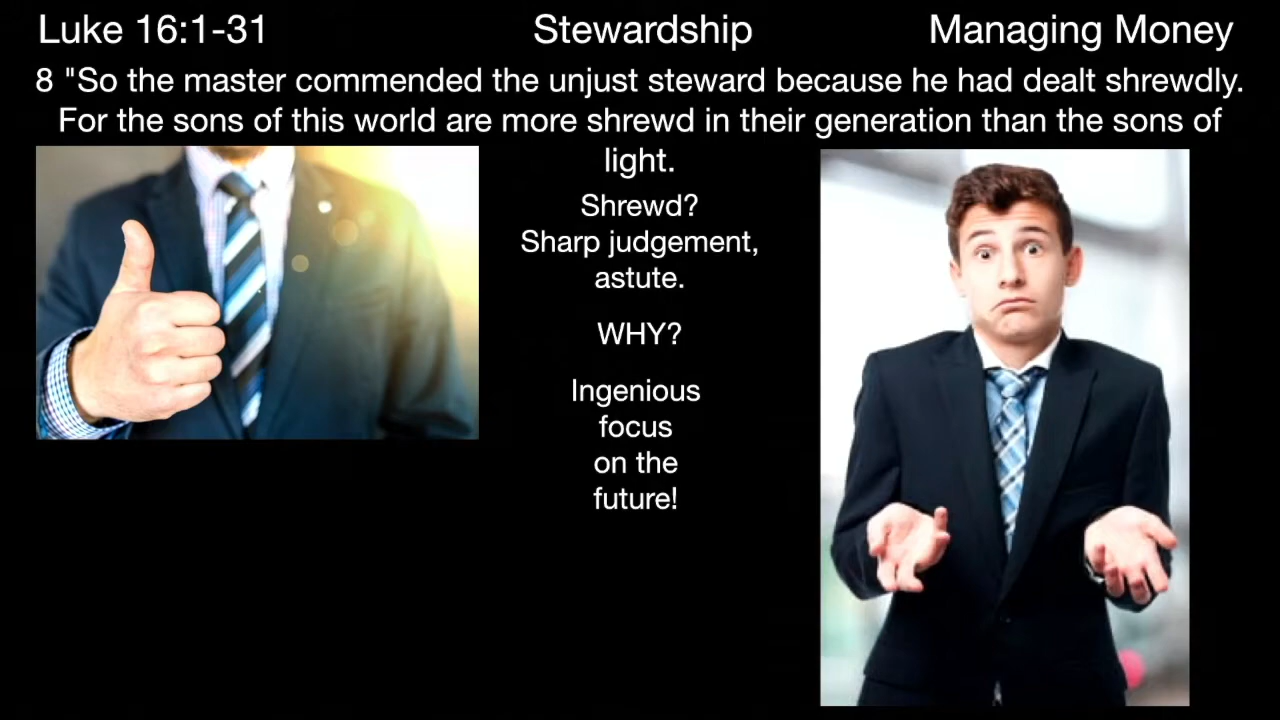 Luke 16:1-31 Stewardship Managing Money
8 "So the master commended the unjust steward because he had dealt shrewdly.
For the sons of this world are more shrewd in their generation than the sons of
light.
Shrewd?
Sharp judgement,
astute.
WHY?
Ingenious
focus
on the
future!